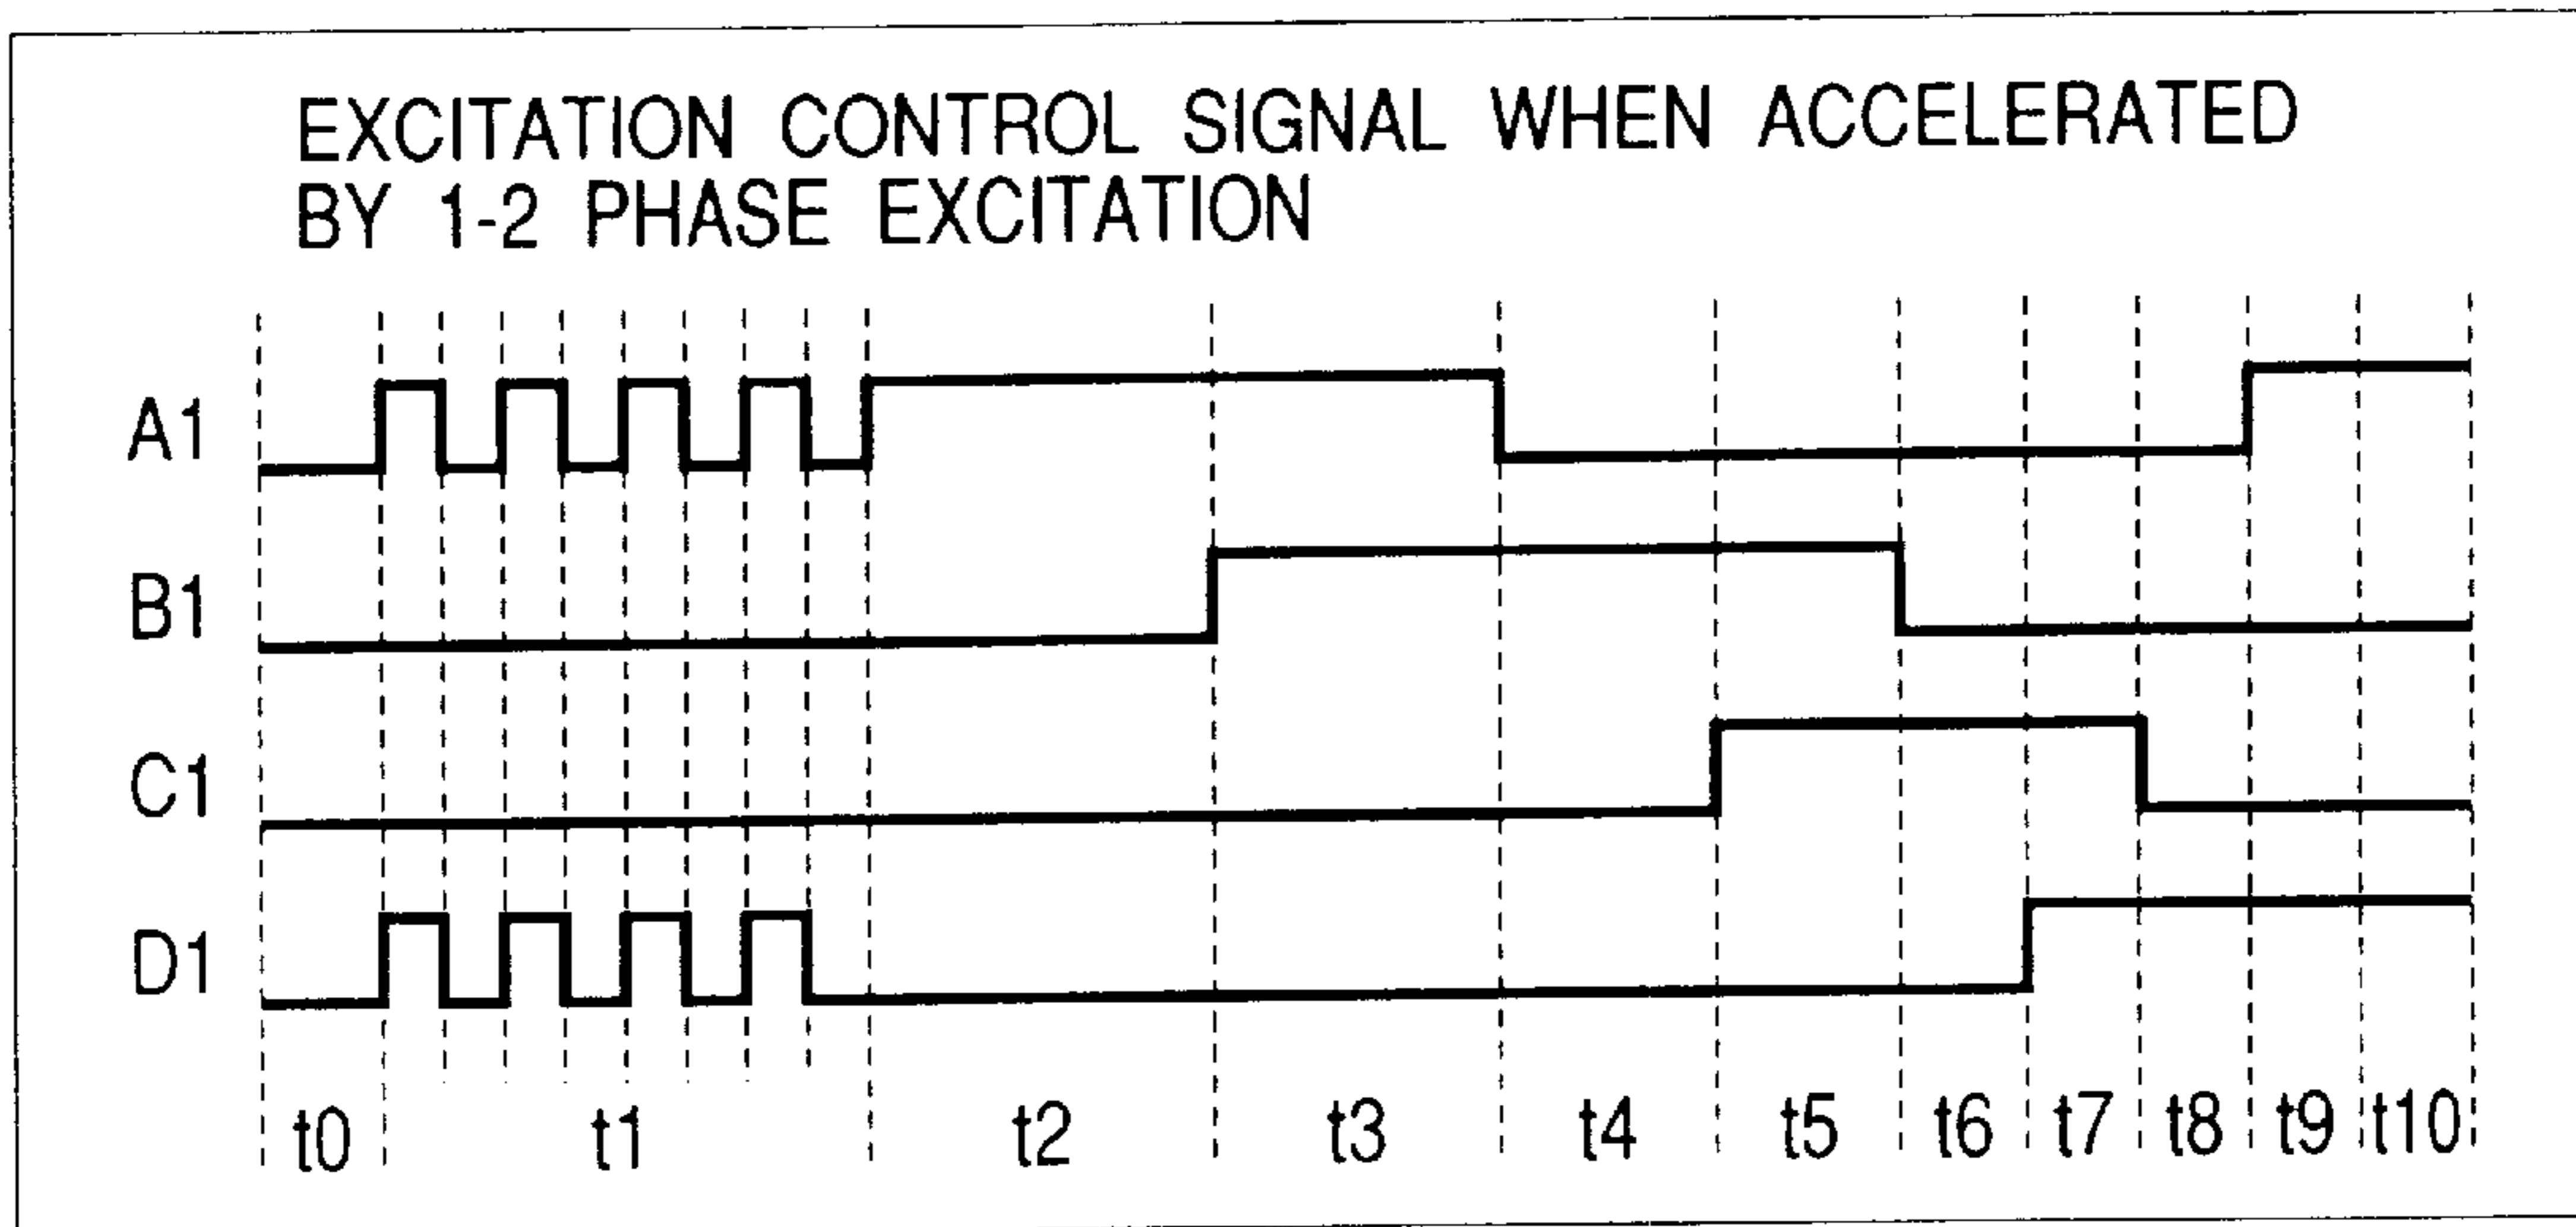 EXCITATION CONTROL SIGNAL WHEN ACCELERATED
BY 1-2 PHASE EXCITATION
A1
B1
C1
D1
t0 t1 t2 t3 t4 t5 t6 t7 t8 t9 t10